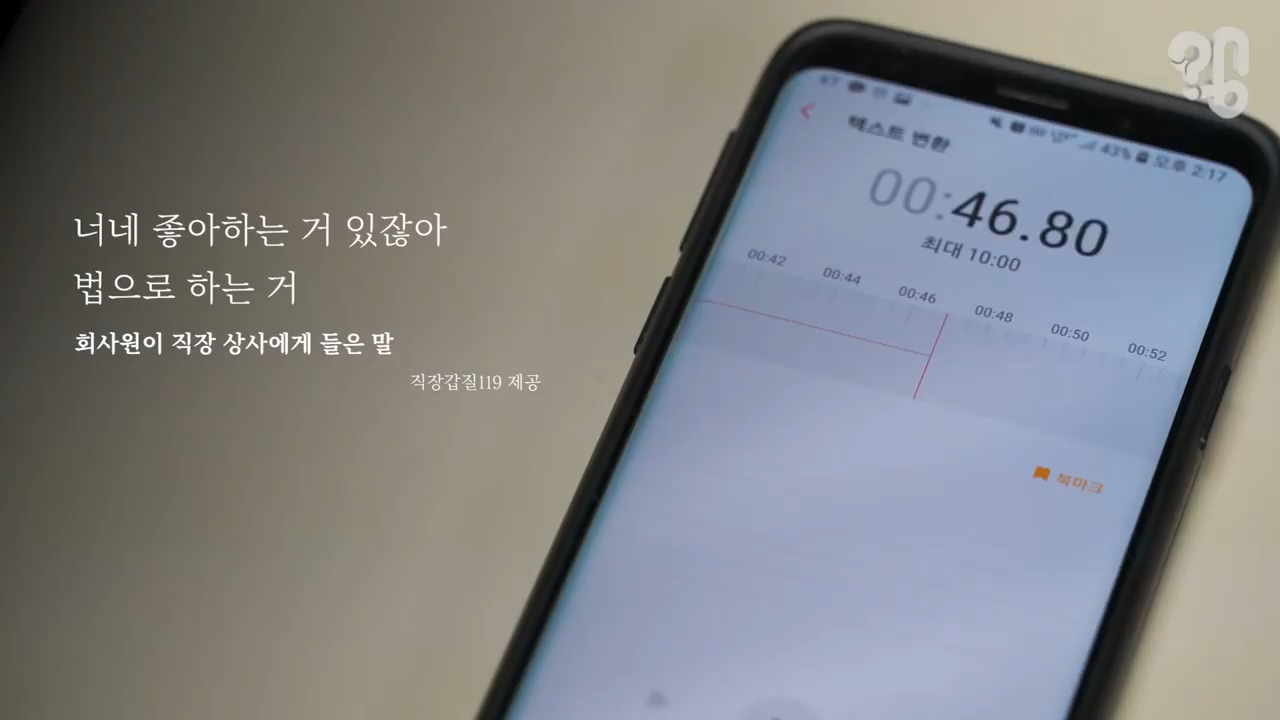 너네 좋아하는 거 있잖아
법으로 하는 거
회사원이 직장 상사에게 들은 말
직장갑질119 제공
43% 오후 2:17
텍스트 변환
00:46.80
최대 10:00
00:42 00:44 00:46 00:48 00:50 00:52
북마크